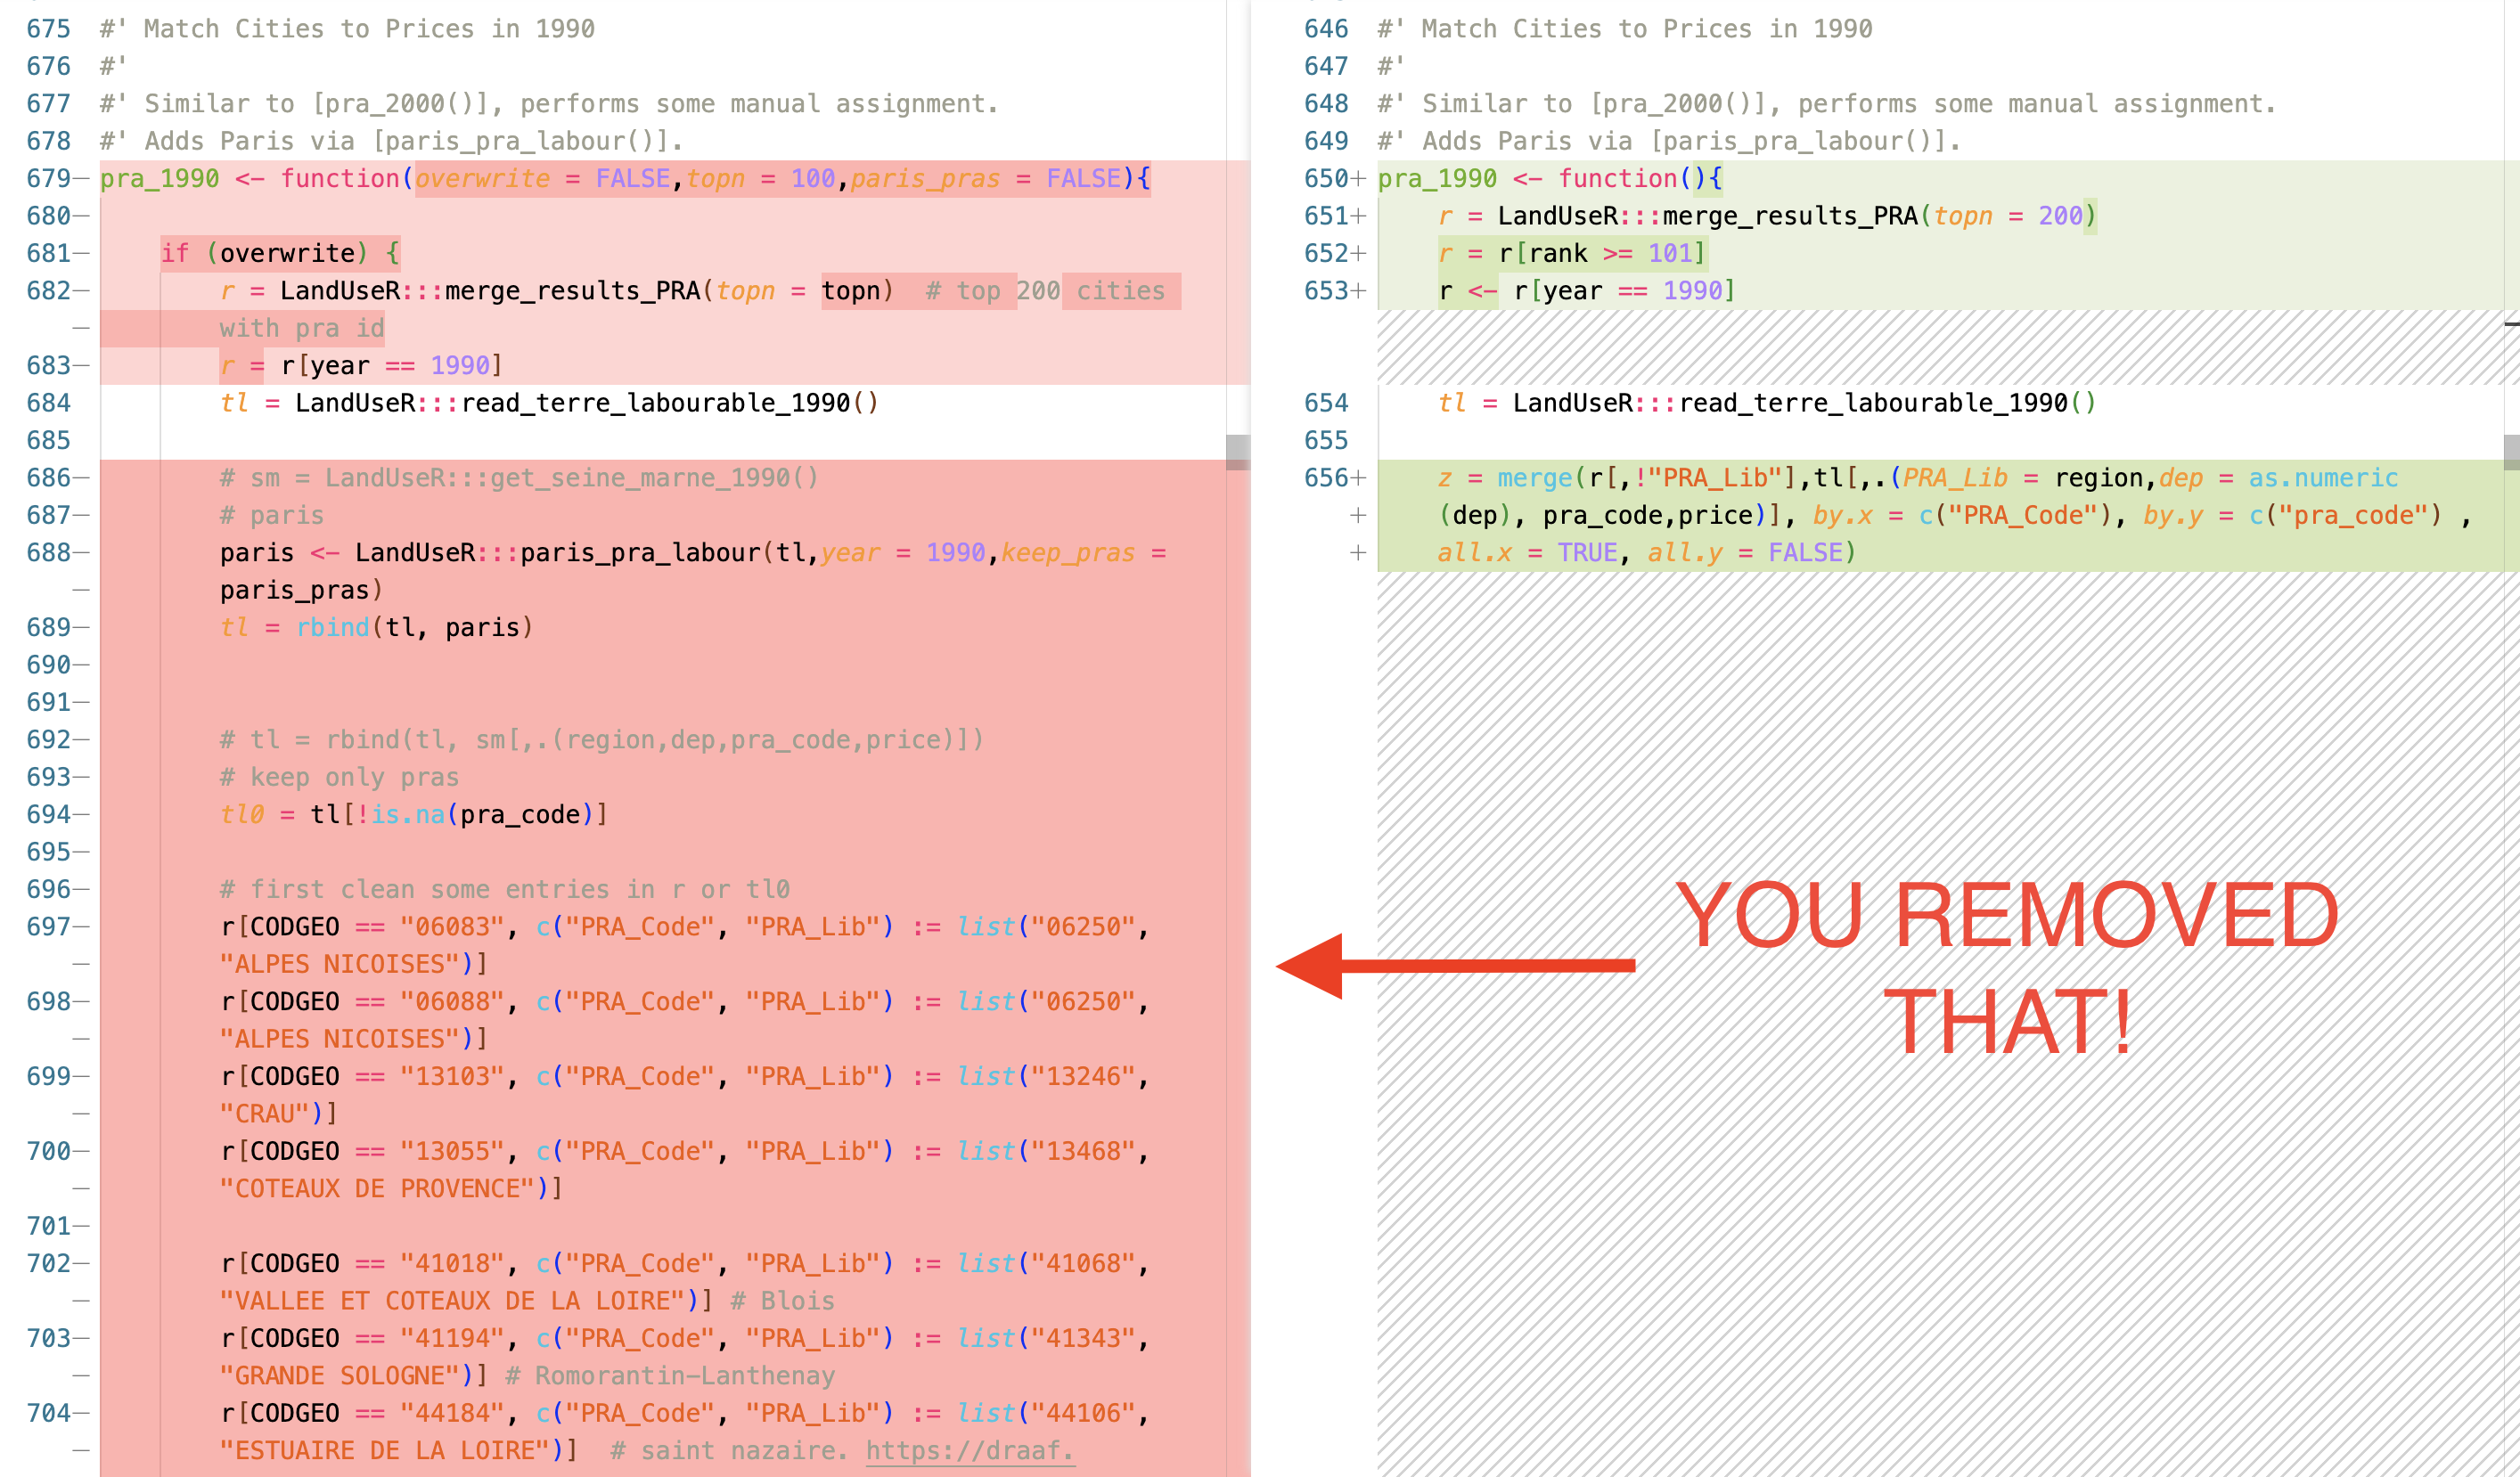 675 #' Match Cities to Prices in 1990
676 #'
677 #' Similar to [pra_2000()], performs some manual assignment.
678 #' Adds Paris via [paris_pra_labour()].
679— pra_1990 <- function(overwrite = FALSE,topn = 100,paris_pras = FALSE){
680—
681— if (overwrite) {
682— r = LandUseR:::merge_results_PRA(topn = topn)  # top 200 cities
— with pra id
683— r = r[year == 1990]
684 tl = LandUseR:::read_terre_labourable_1990()
685
686— # sm = LandUseR:::get_seine_marne_1990()
687— # paris
688— paris <- LandUseR:::paris_pra_labour(tl,year = 1990,keep_pras =
— paris_pras)
689— tl = rbind(tl, paris)
690—
691—
692— # tl = rbind(tl, sm[,.(region,dep,pra_code,price)])
693— # keep only pras
694— tl0 = tl[!is.na(pra_code)]
695—
696— # first clean some entries in r or tl0
697— r[CODGEO == "06083", c("PRA_Code", "PRA_Lib") := list("06250",
— "ALPES NICOISES")]
698— r[CODGEO == "06088", c("PRA_Code", "PRA_Lib") := list("06250",
— "ALPES NICOISES")]
699— r[CODGEO == "13103", c("PRA_Code", "PRA_Lib") := list("13246",
— "CRAU")]
700— r[CODGEO == "13055", c("PRA_Code", "PRA_Lib") := list("13468",
— "COTEAUX DE PROVENCE")]
701—
702— r[CODGEO == "41018", c("PRA_Code", "PRA_Lib") := list("41068",
— "VALLEE ET COTEAUX DE LA LOIRE")] # Blois
703— r[CODGEO == "41194", c("PRA_Code", "PRA_Lib") := list("41343",
— "GRANDE SOLOGNE")] # Romorantin-Lanthenay
704— r[CODGEO == "44184", c("PRA_Code", "PRA_Lib") := list("44106",
— "ESTUAIRE DE LA LOIRE")]  # saint nazaire. https://draaf.
646 #' Match Cities to Prices in 1990
647 #'
648 #' Similar to [pra_2000()], performs some manual assignment.
649 #' Adds Paris via [paris_pra_labour()].
650+ pra_1990 <- function(){
651+ r = LandUseR:::merge_results_PRA(topn = 200)
652+ r = r[rank >= 101]
653+ r <- r[year == 1990]
654 tl = LandUseR:::read_terre_labourable_1990()
655
656+ z = merge(r[,!"PRA_Lib"],tl[,.(PRA_Lib = region,dep = as.numeric
+ (dep), pra_code,price)], by.x = c("PRA_Code"), by.y = c("pra_code") ,
+ all.x = TRUE, all.y = FALSE)
YOU REMOVED
THAT!